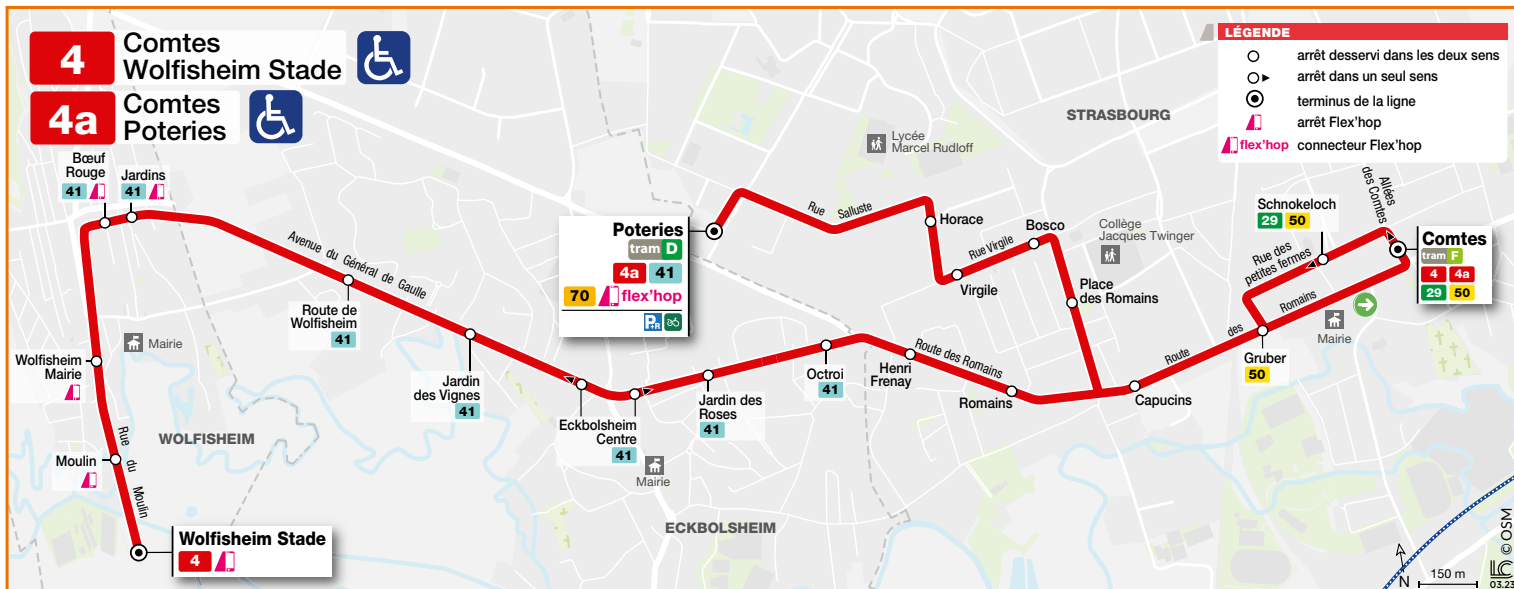 4
Comtes
Wolfisheim Stade
4a
Comtes
Poteries
LÉGENDE
arrêt desservi dans les deux sens
arrêt dans un seul sens
terminus de la ligne
arrêt Flex'hop
flex'hop connecteur Flex'hop
STRASBOURG
Lycée
Marcel Rudloff
Bœuf
Rouge
41
Jardins
41
Avenue du Général de Gaulle
Route de
Wolfisheim
41
Poteries
tram D
4a 41
70 flex'hop
P+R
Rue Salluste
Horace
Rue Virgile
Virgile
Bosco
Collège
Jacques Twinger
Place
des Romains
Schnokeloch
29 50
Allées
des Comtes
Rue des
petites fermes
Comtes
tram F
4 4a
29 50
Route des Romains
Mairie
Gruber
50
Capucins
Romains
Route des Romains
Henri
Frenay
Octroi
41
Jardin des
Roses
41
Eckbolsheim
Centre
41
Mairie
Jardin
des Vignes
41
Mairie
Wolfisheim
Mairie
WOLFISHEIM
Moulin
Rue du Moulin
Wolfisheim Stade
4
ECKBOLSHEIM
N
150 m
© OSM
LC
03.23